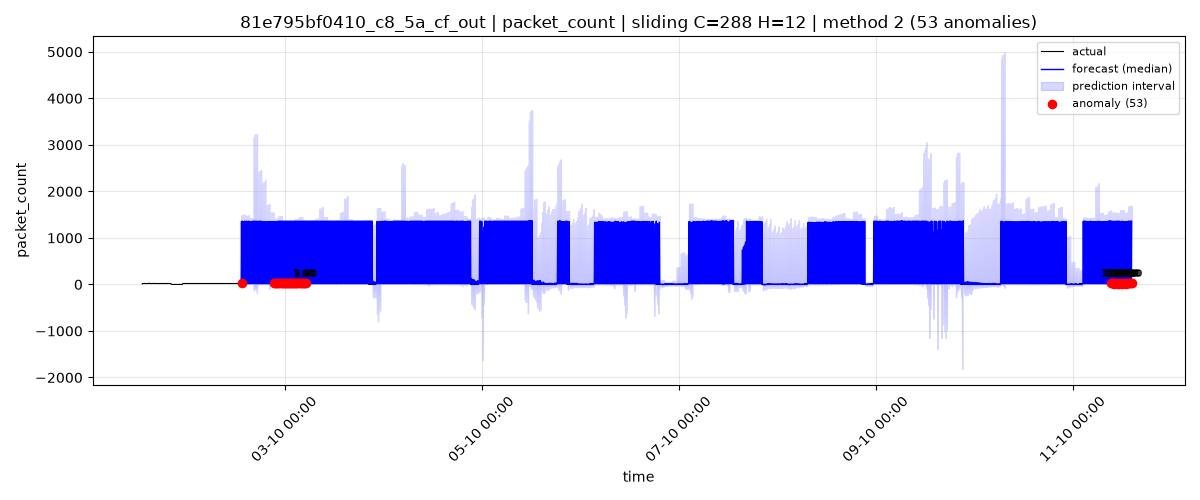 81e795bf0410_c8_5a_cf_out | packet_count | sliding C=288 H=12 | method 2 (53 anomalies)
actual
forecast (median)
prediction interval
anomaly (53)
packet_count
5000
4000
3000
2000
1000
0
−1000
−2000
03-10 00:00
05-10 00:00
07-10 00:00
09-10 00:00
11-10 00:00
time